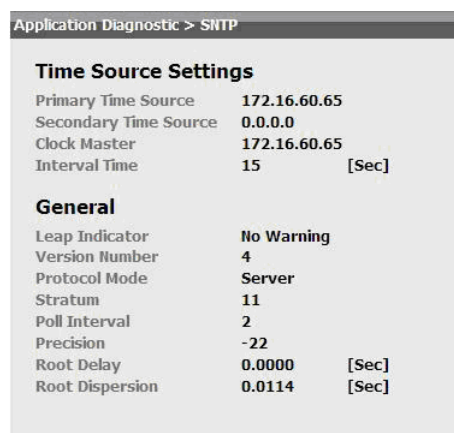 Application Diagnostic > SNTP
Time Source Settings
Primary Time Source 172.16.60.65
Secondary Time Source 0.0.0.0
Clock Master 172.16.60.65
Interval Time 15 [Sec]
General
Leap Indicator No Warning
Version Number 4
Protocol Mode Server
Stratum 11
Poll Interval 2
Precision -22
Root Delay 0.0000 [Sec]
Root Dispersion 0.0114 [Sec]